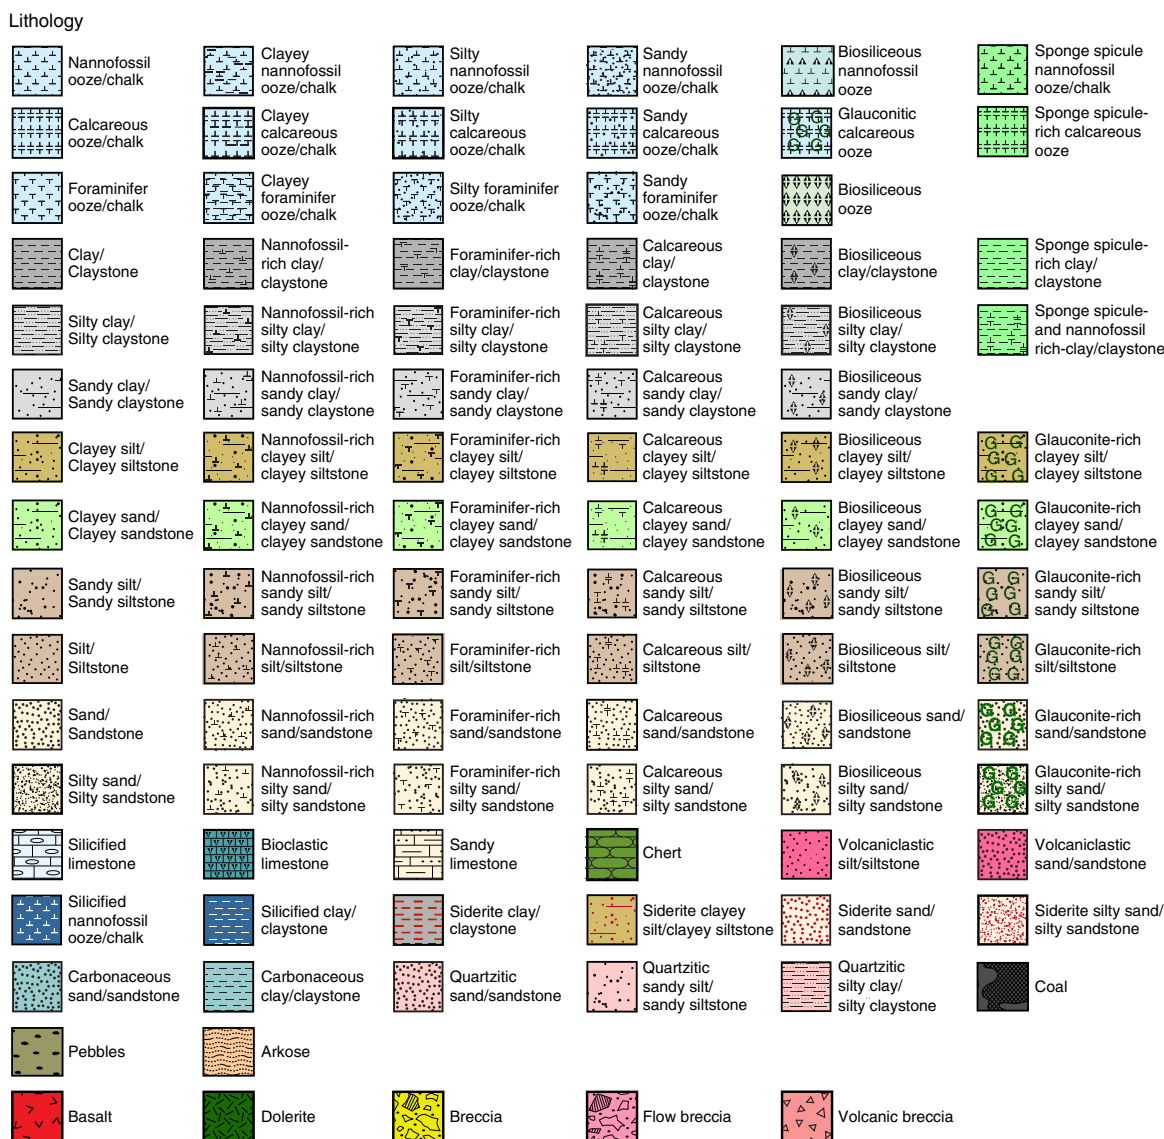 Lithology
Nannofossil
ooze/chalk
Clayey
nannofossil
ooze/chalk
Silty
nannofossil
ooze/chalk
Sandy
nannofossil
ooze/chalk
Biosiliceous
nannofossil
ooze
Sponge spicule
nannofossil
ooze/chalk
Calcareous
ooze/chalk
Clayey
calcareous
ooze/chalk
Silty
calcareous
ooze/chalk
Sandy
calcareous
ooze/chalk
Glauconitic
calcareous
ooze
Sponge spicule-
rich calcareous
ooze
Foraminifer
ooze/chalk
Clayey
foraminifer
ooze/chalk
Silty foraminifer
ooze/chalk
Sandy
foraminifer
ooze/chalk
Biosiliceous
ooze
Clay/
Claystone
Nannofossil-
rich clay/
claystone
Foraminifer-rich
clay/claystone
Calcareous
clay/
claystone
Biosiliceous
clay/claystone
Sponge spicule-
rich clay/
claystone
Silty clay/
Silty claystone
Nannofossil-rich
silty clay/
silty claystone
Foraminifer-rich
silty clay/
silty claystone
Calcareous
silty clay/
silty claystone
Biosiliceous
silty clay/
silty claystone
Sponge spicule-
and nannofossil
rich-clay/claystone
Sandy clay/
Sandy claystone
Nannofossil-rich
sandy clay/
sandy claystone
Foraminifer-rich
sandy clay/
sandy claystone
Calcareous
sandy clay/
sandy claystone
Biosiliceous
sandy clay/
sandy claystone
Clayey silt/
Clayey siltstone
Nannofossil-rich
clayey silt/
clayey siltstone
Foraminifer-rich
clayey silt/
clayey siltstone
Calcareous
clayey silt/
clayey siltstone
Biosiliceous
clayey silt/
clayey siltstone
Glauconite-rich
clayey silt/
clayey siltstone
Clayey sand/
Clayey sandstone
Nannofossil-rich
clayey sand/
clayey sandstone
Foraminifer-rich
clayey sand/
clayey sandstone
Calcareous
clayey sand/
clayey sandstone
Biosiliceous
clayey sand/
clayey sandstone
Glauconite-rich
clayey sand/
clayey sandstone
Sandy silt/
Sandy siltstone
Nannofossil-rich
sandy silt/
sandy siltstone
Foraminifer-rich
sandy silt/
sandy siltstone
Calcareous
sandy silt/
sandy siltstone
Biosiliceous
sandy silt/
sandy siltstone
Glauconite-rich
sandy silt/
sandy siltstone
Silt/
Siltstone
Nannofossil-rich
silt/siltstone
Foraminifer-rich
silt/siltstone
Calcareous silt/
siltstone
Biosiliceous silt/
siltstone
Glauconite-rich
silt/siltstone
Sand/
Sandstone
Nannofossil-rich
sand/sandstone
Foraminifer-rich
sand/sandstone
Calcareous
sand/sandstone
Biosiliceous sand/
sandstone
Glauconite-rich
sand/sandstone
Silty sand/
Silty sandstone
Nannofossil-rich
silty sand/
silty sandstone
Foraminifer-rich
silty sand/
silty sandstone
Calcareous
silty sand/
silty sandstone
Biosiliceous
silty sand/
silty sandstone
Glauconite-rich
silty sand/
silty sandstone
Silicified
limestone
Bioclastic
limestone
Sandy
limestone
Chert
Volcaniclastic
silt/siltstone
Volcaniclastic
sand/sandstone
Silicified
nannofossil
ooze/chalk
Silicified clay/
claystone
Siderite clay/
claystone
Siderite clayey
silt/clayey siltstone
Siderite sand/
sandstone
Siderite silty sand/
silty sandstone
Carbonaceous
sand/sandstone
Carbonaceous
clay/claystone
Quartzitic
sand/sandstone
Quartzitic
sandy silt/
sandy siltstone
Quartzitic
silty clay/
silty claystone
Coal
Pebbles
Arkose
Basalt
Dolerite
Breccia
Flow breccia
Volcanic breccia